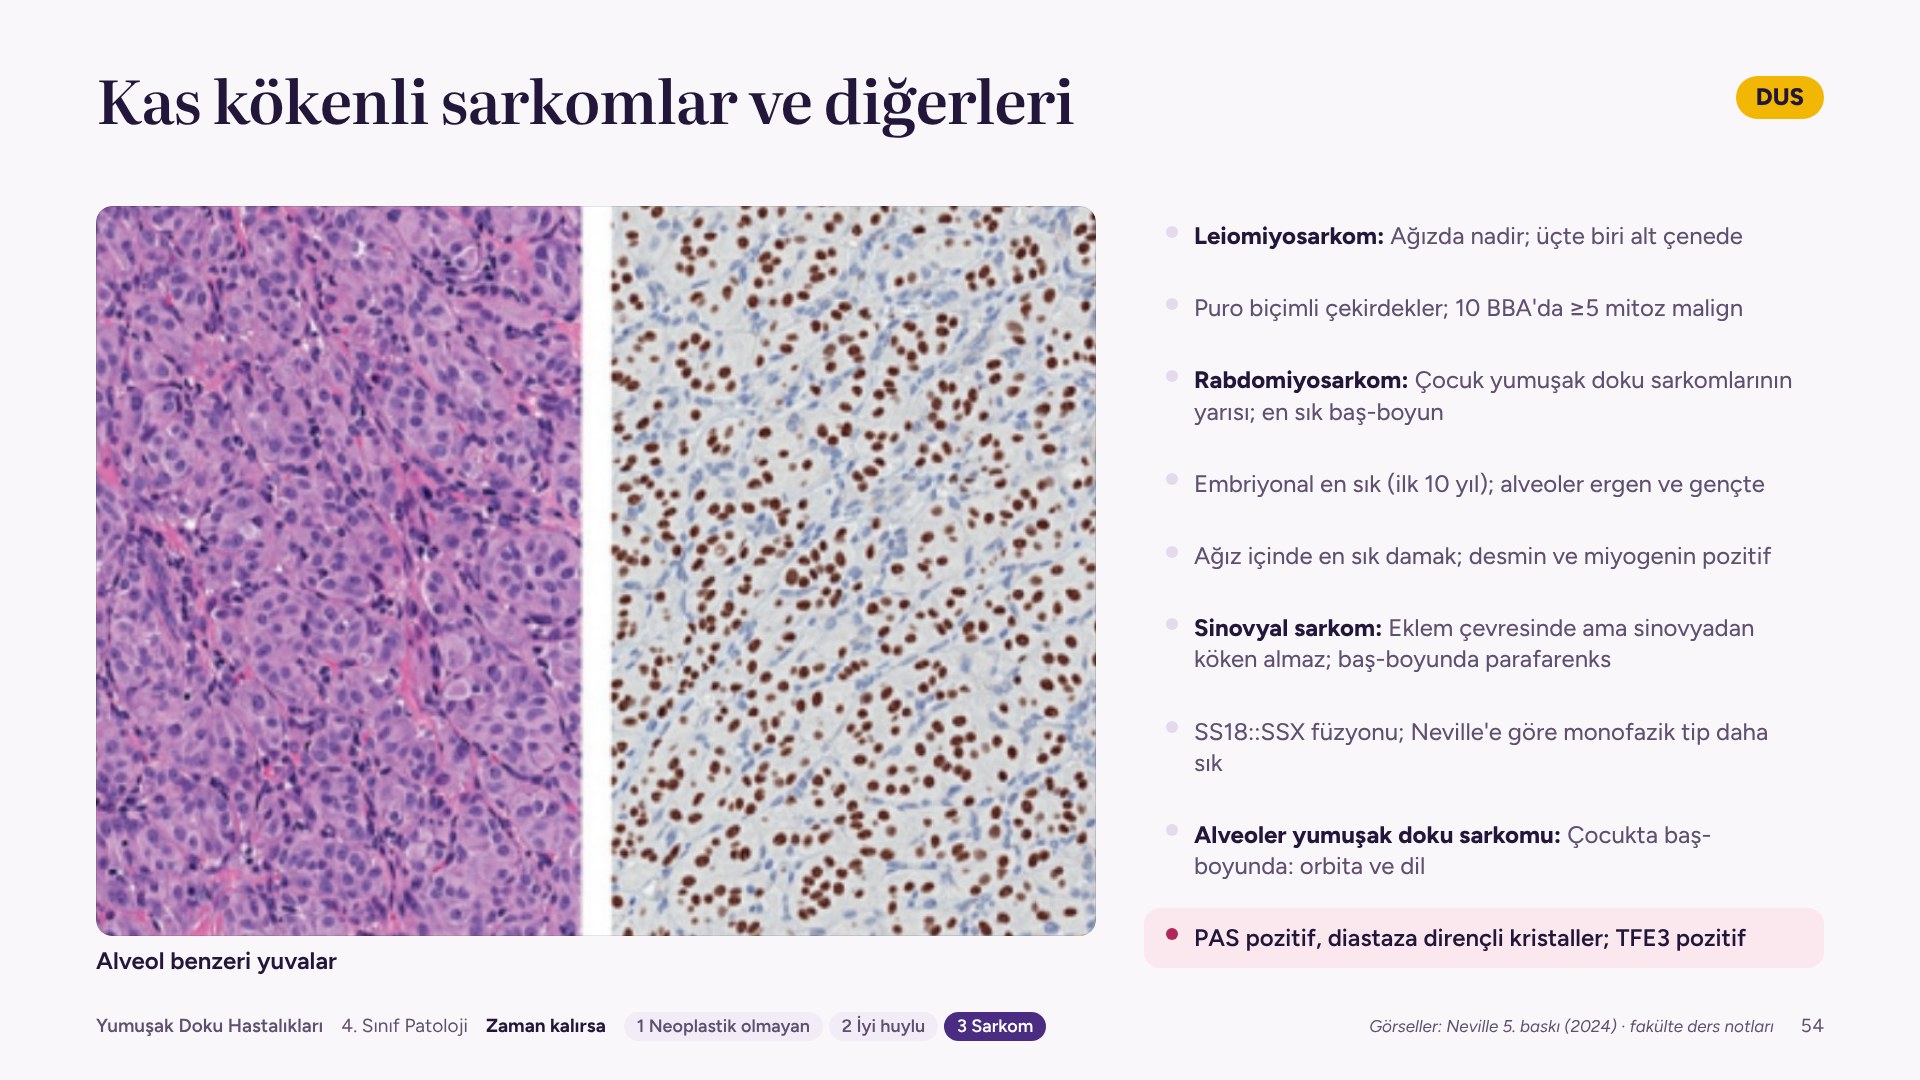 Kas kökenli sarkomlar ve diğerleri
DUS
Leiomiyosarkom: Ağızda nadir; üçte biri alt çenede
Puro biçimli çekirdekler; 10 BBA'da ≥5 mitoz malign
Rabdomiyosarkom: Çocuk yumuşak doku sarkomlarının
yarısı; en sık baş-boyun
Embriyonal en sık (ilk 10 yıl); alveoler ergen ve gençte
Ağız içinde en sık damak; desmin ve miyogenin pozitif
Sinovyal sarkom: Eklem çevresinde ama sinovyadan
köken almaz; baş-boyunda parafarenks
SS18::SSX füzyonu; Neville'e göre monofazik tip daha
sık
Alveoler yumuşak doku sarkomu: Çocukta baş-
boyunda: orbita ve dil
PAS pozitif, diastaza dirençli kristaller; TFE3 pozitif
Alveol benzeri yuvalar
Yumuşak Doku Hastalıkları 4. Sınıf Patoloji Zaman kalırsa 1 Neoplastik olmayan 2 İyi huylu 3 Sarkom
Görseller: Neville 5. baskı (2024) · fakülte ders notları 54